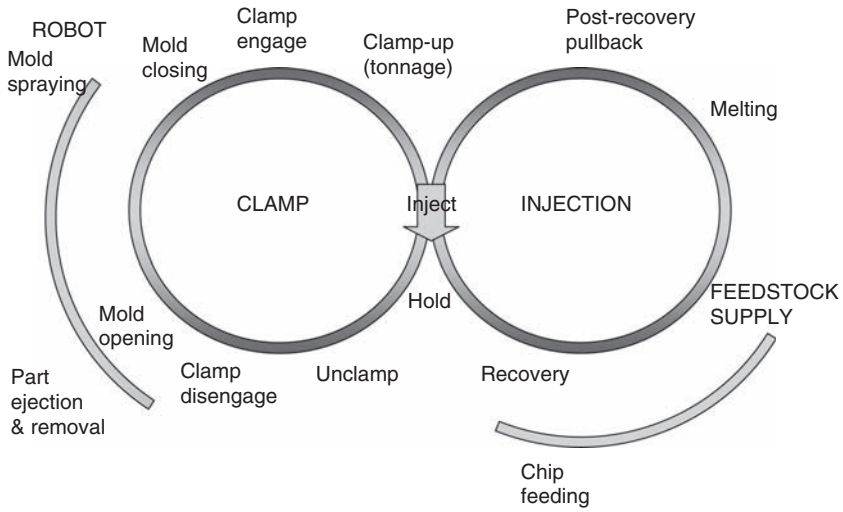 ROBOT
Mold
spraying
Mold
closing
Clamp
engage
Clamp-up
(tonnage)
Post-recovery
pullback
Melting
CLAMP
Inject
INJECTION
Hold
FEEDSTOCK
SUPPLY
Mold
opening
Part
ejection
& removal
Clamp
disengage
Unclamp
Recovery
Chip
feeding